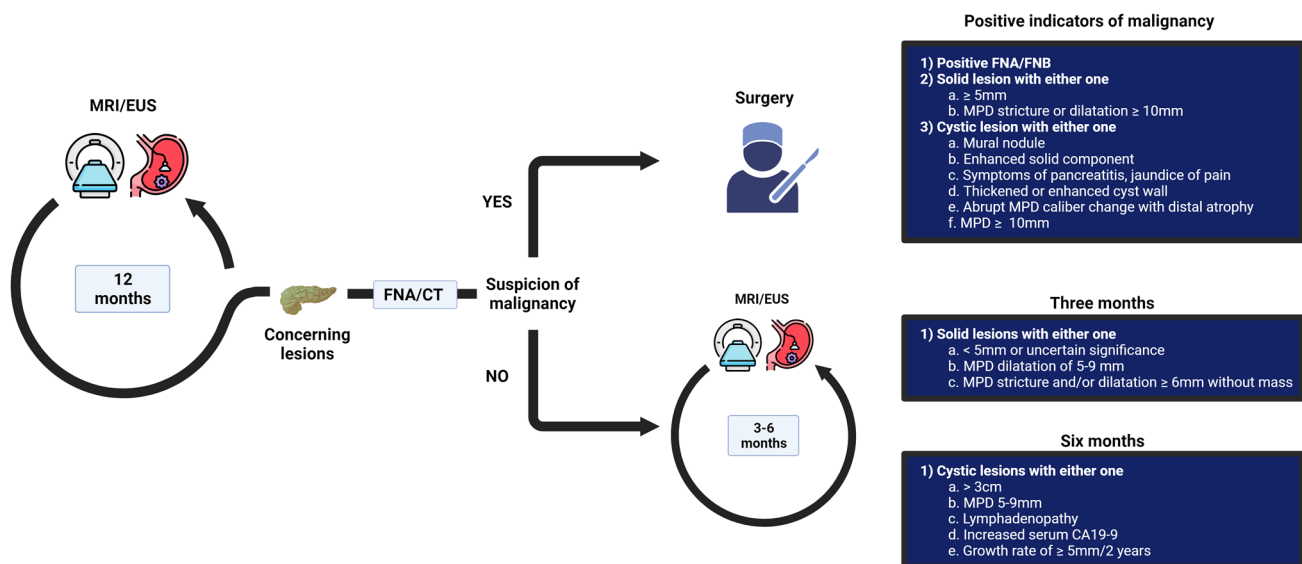 MRI/EUS
12
months
Concerning
lesions
FNA/CT
Suspicion of
malignancy
YES
NO
Surgery
MRI/EUS
3-6
months
Positive indicators of malignancy
1) Positive FNA/FNB
2) Solid lesion with either one
a. ≥ 5mm
b. MPD stricture or dilatation ≥ 10mm
3) Cystic lesion with either one
a. Mural nodule
b. Enhanced solid component
c. Symptoms of pancreatitis, jaundice of pain
d. Thickened or enhanced cyst wall
e. Abrupt MPD caliber change with distal atrophy
f. MPD ≥ 10mm
Three months
1) Solid lesions with either one
a. < 5mm or uncertain significance
b. MPD dilatation of 5-9 mm
c. MPD stricture and/or dilatation ≥ 6mm without mass
Six months
1) Cystic lesions with either one
a. > 3cm
b. MPD 5-9mm
c. Lymphadenopathy
d. Increased serum CA19-9
e. Growth rate of ≥ 5mm/2 years